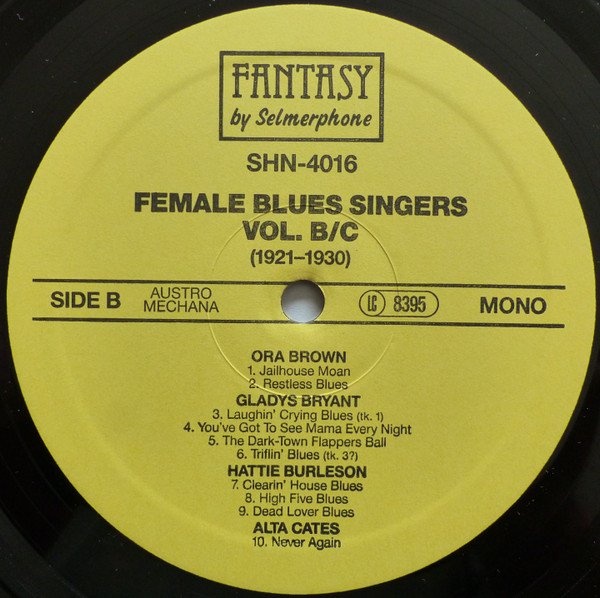 FANTASY
by Selmerphone
SHN-4016
FEMALE BLUES SINGERS
VOL. B/C
(1921–1930)
SIDE B
AUSTRO
MECHANA
LC 8395
MONO
ORA BROWN
1. Jailhouse Moan
2. Restless Blues
GLADYS BRYANT
3. Laughin' Crying Blues (tk. 1)
4. You've Got To See Mama Every Night
5. The Dark-Town Flappers Ball
6. Triflin' Blues (tk. 3?)
HATTIE BURLESON
7. Clearin' House Blues
8. High Five Blues
9. Dead Lover Blues
ALTA CATES
10. Never Again